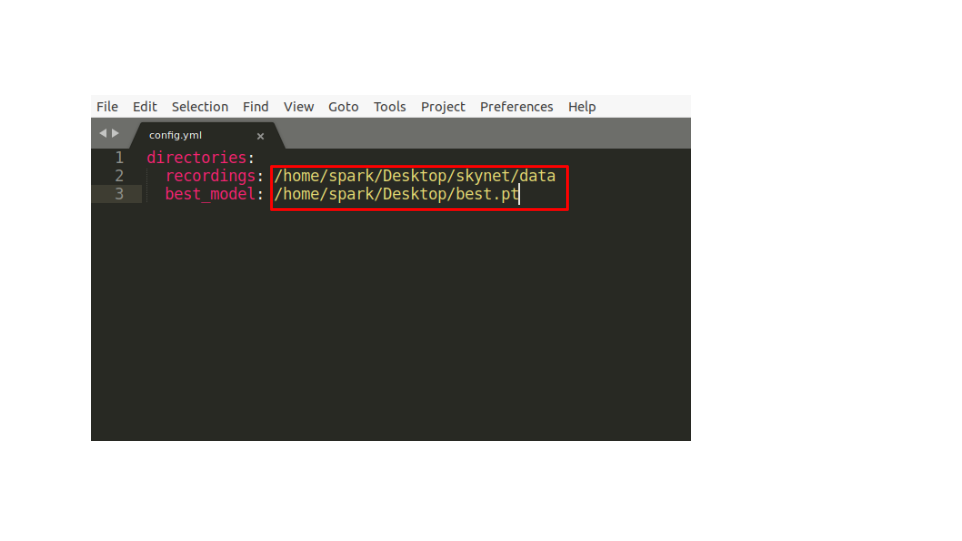 File Edit Selection Find View Goto Tools Project Preferences Help
config.yml
1 directories:
2 recordings: /home/spark/Desktop/skynet/data
3 best_model: /home/spark/Desktop/best.pt